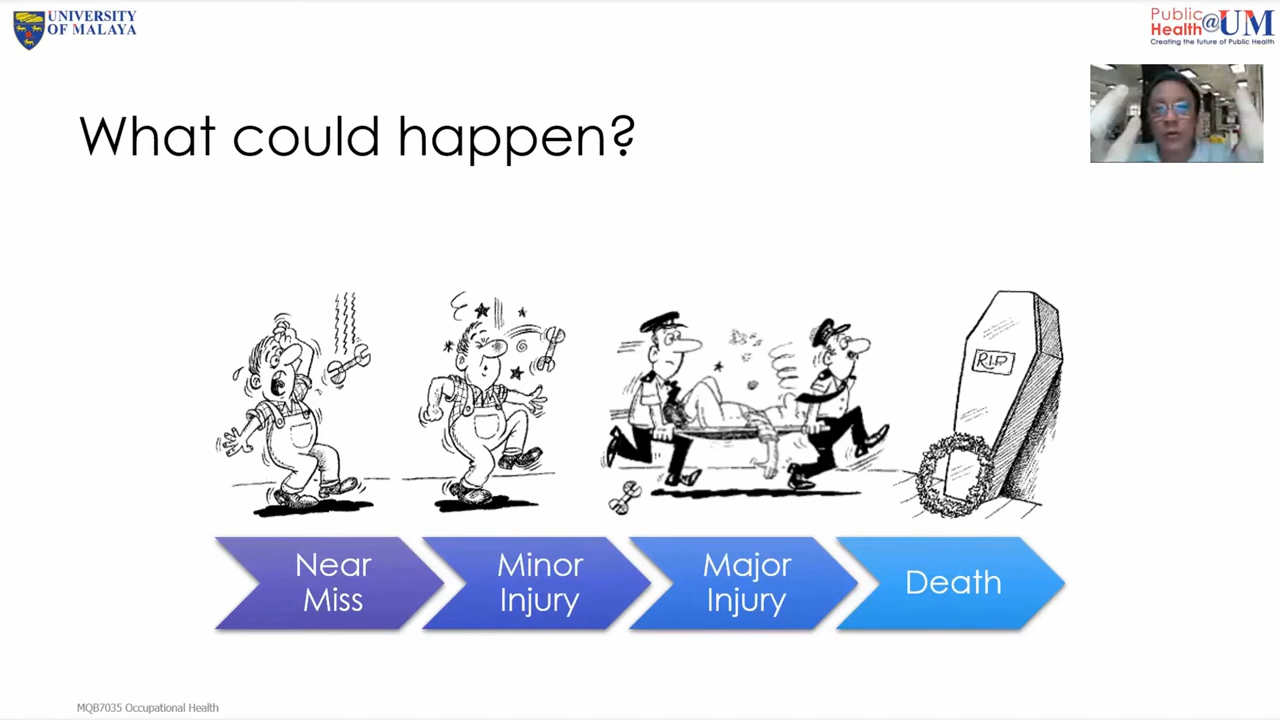 UNIVERSITY
OF MALAYA
Public
Health@UM
Creating the future of Public Health
What could happen?
RIP
Near
Miss
Minor
Injury
Major
Injury
Death
MQB7035 Occupational Health